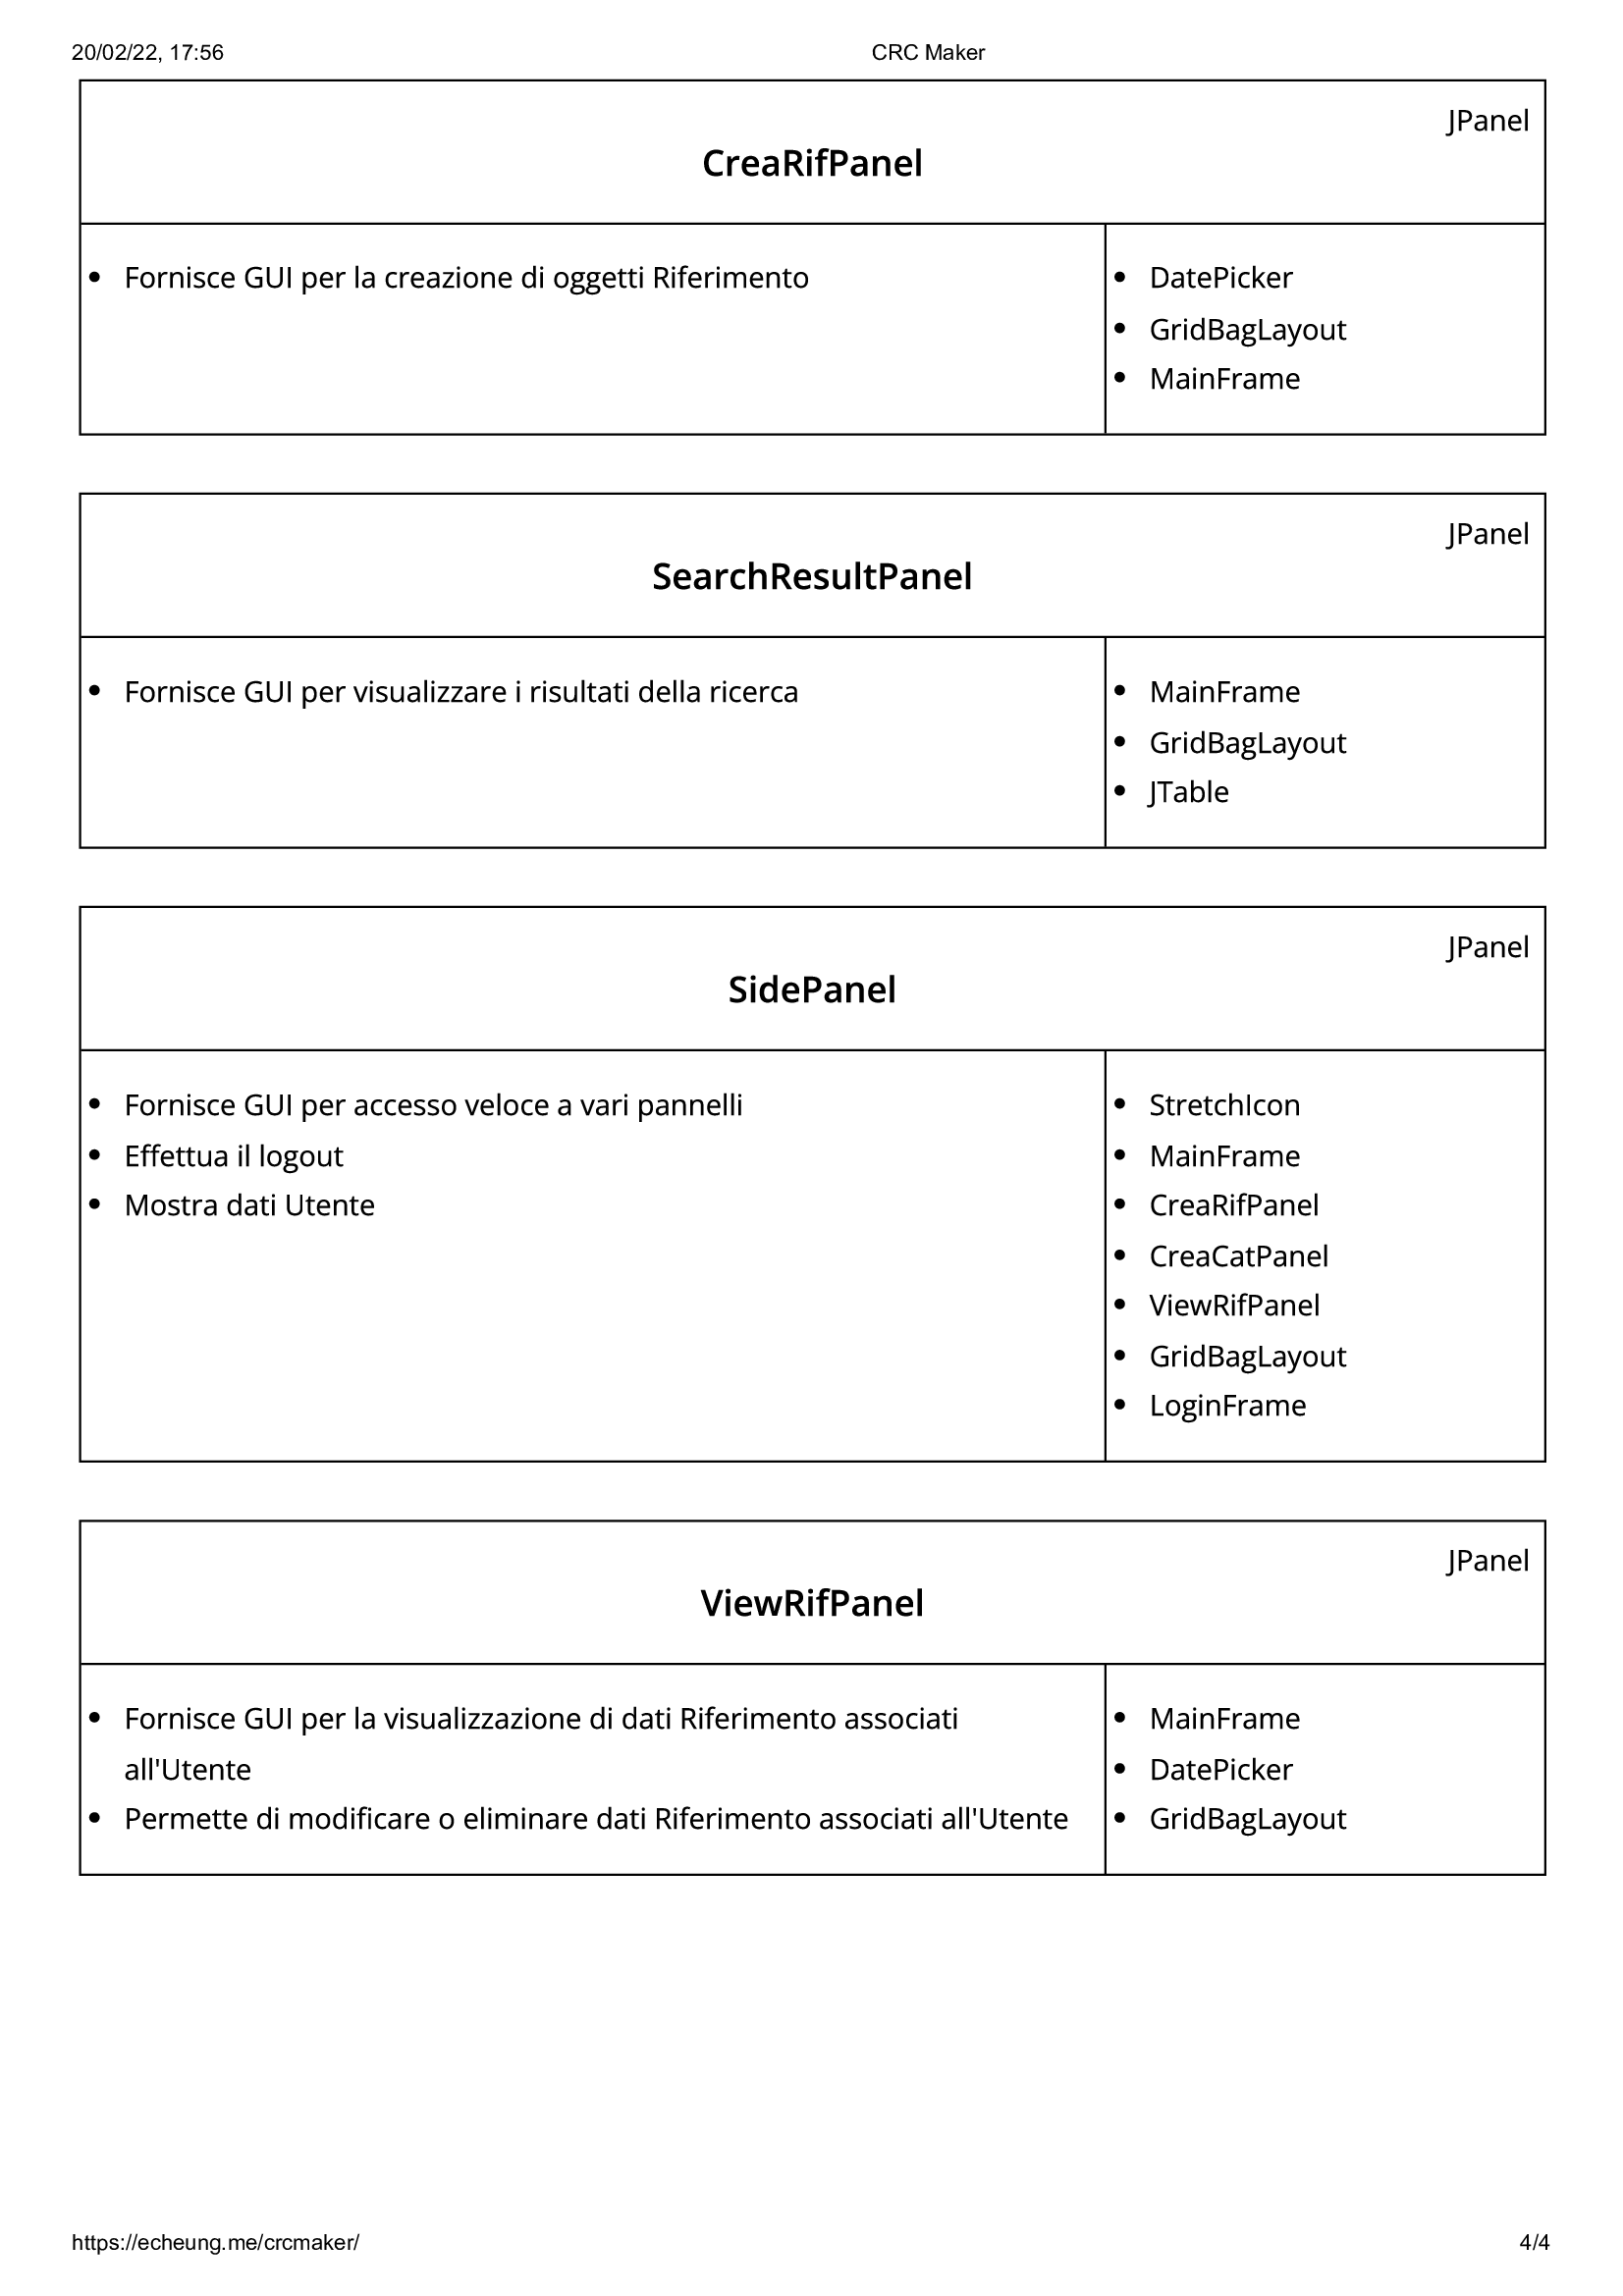 20/02/22, 17:56 CRC Maker
JPanel
CreaRifPanel
• Fornisce GUI per la creazione di oggetti Riferimento
• DatePicker
• GridBagLayout
• MainFrame
JPanel
SearchResultPanel
• Fornisce GUI per visualizzare i risultati della ricerca
• MainFrame
• GridBagLayout
• JTable
JPanel
SidePanel
• Fornisce GUI per accesso veloce a vari pannelli
• Effettua il logout
• Mostra dati Utente
• StretchIcon
• MainFrame
• CreaRifPanel
• CreaCatPanel
• ViewRifPanel
• GridBagLayout
• LoginFrame
JPanel
ViewRifPanel
• Fornisce GUI per la visualizzazione di dati Riferimento associati
all'Utente
• Permette di modificare o eliminare dati Riferimento associati all'Utente
• MainFrame
• DatePicker
• GridBagLayout
https://echeung.me/crcmaker/ 4/4